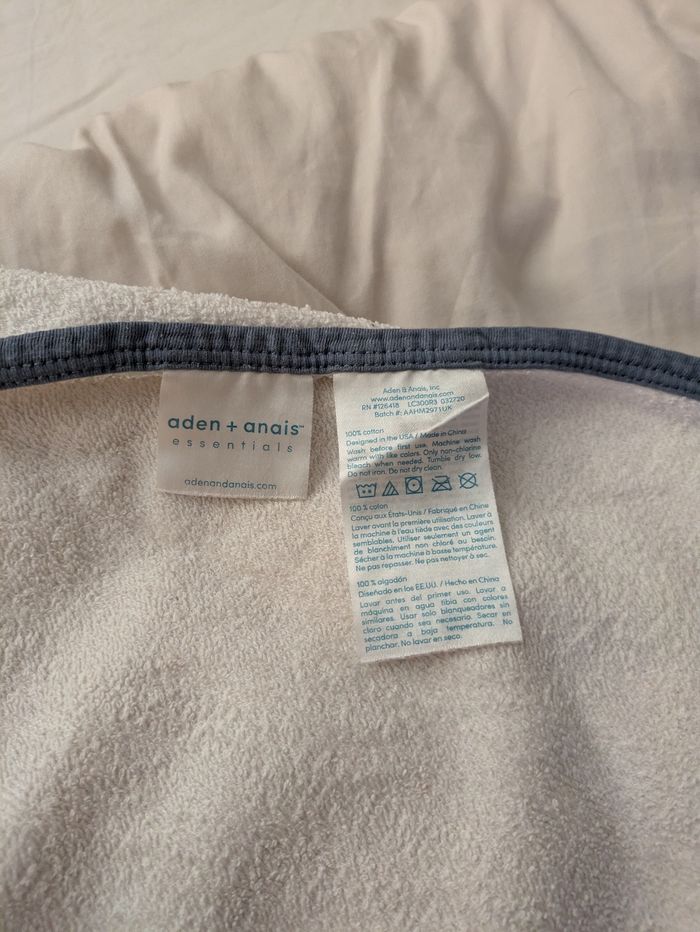 aden + anais™
essentials
adenandanais.com
Aden & Anais, Inc
www.adenandanais.com
RN #126418 LC300R3 032720
Batch #: AAHM2971UK
100% cotton
Designed in the USA / Made in China
Wash before first use. Machine wash
warm with like colors. Only non-chlorine
bleach when needed. Tumble dry low.
Do not iron. Do not dry clean.
100 % coton
Conçu aux États-Unis / Fabriqué en Chine
Laver avant la première utilisation. Laver à
la machine à l'eau tiède avec des couleurs
semblables. Utiliser seulement un agent
de blanchiment non chloré au besoin.
Sécher à la machine à basse température.
Ne pas repasser. Ne pas nettoyer à sec.
100 % algodón
Diseñado en los EE.UU. / Hecho en China
Lavar antes del primer uso. Lavar a
máquina en agua tibia con colores
similares. Usar solo blanqueadores sin
cloro cuando sea necesario. Secar en
secadora a baja temperatura. No
planchar. No lavar en seco.